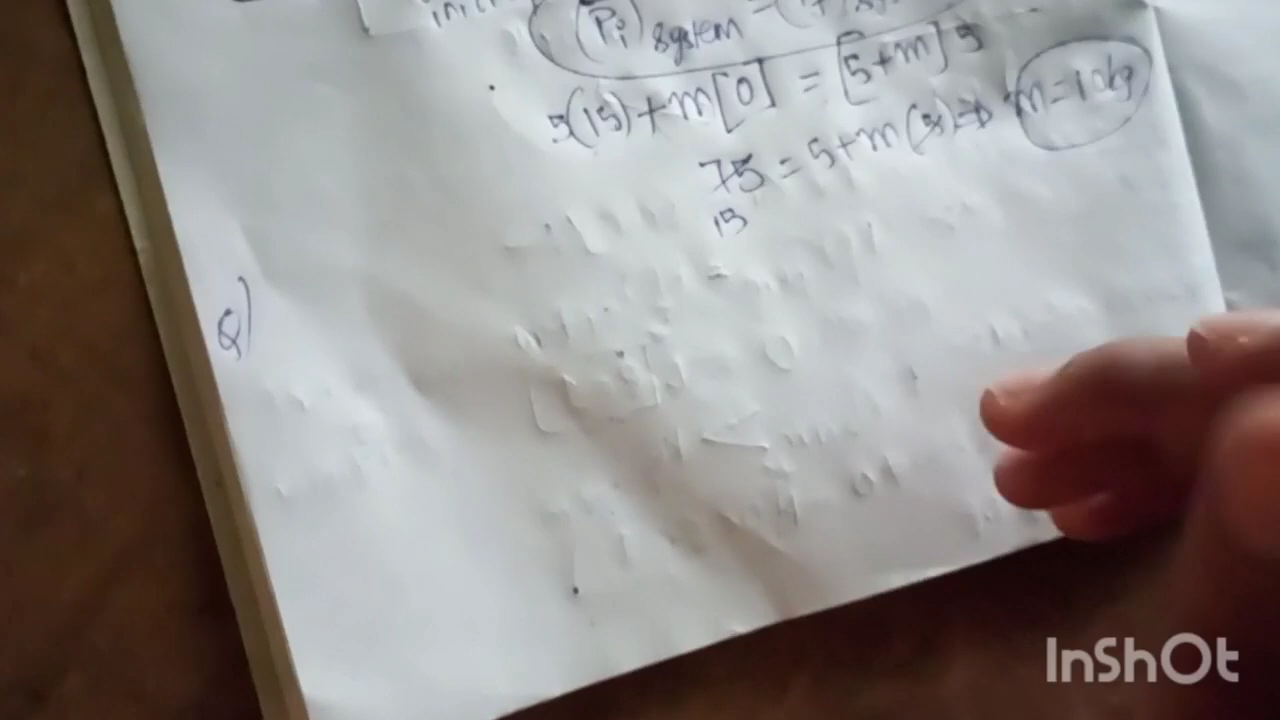 (Pi) system = (
5(15) + m[0] = [5+m] 5
75 = 5+m(5) ⇒ m=10kg
15
=
Q)
InShOt